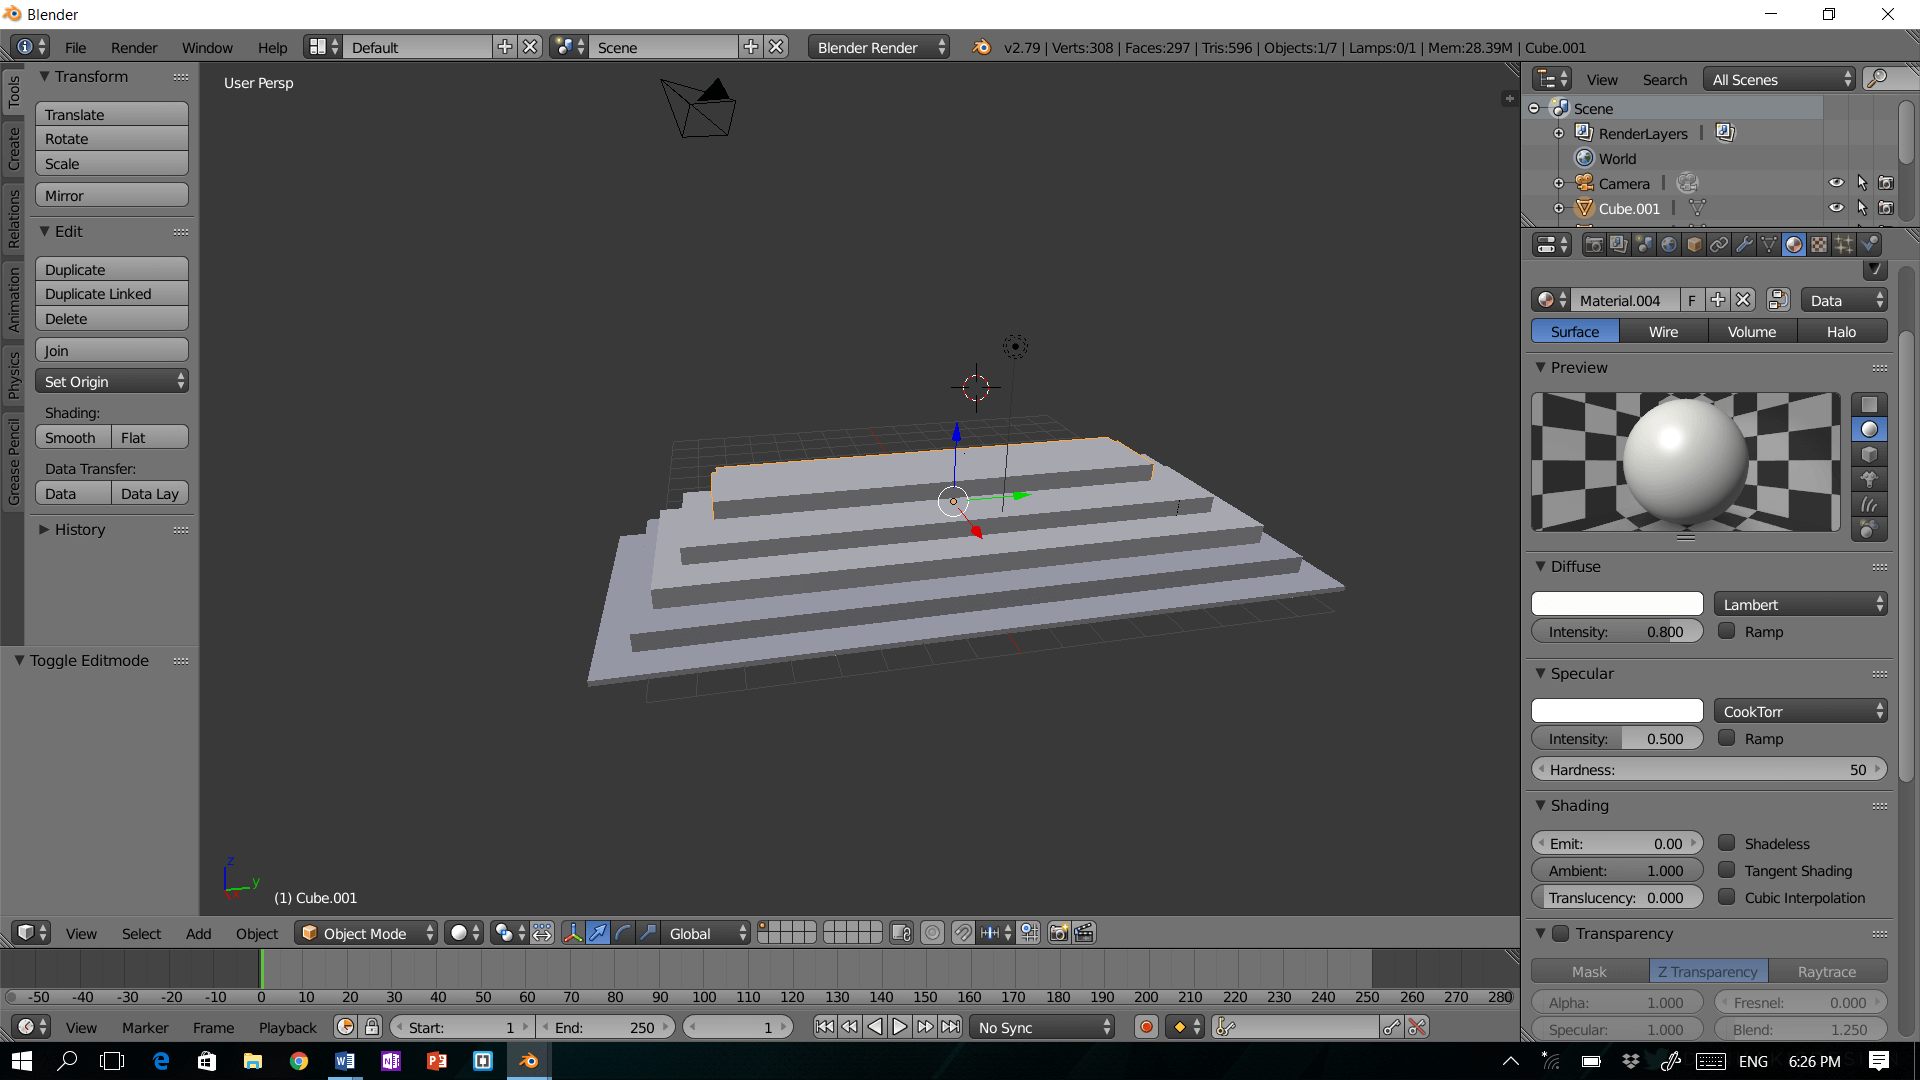 Blender
File Render Window Help Default Scene Blender Render v2.79 | Verts:308 | Faces:297 | Tris:596 | Objects:1/7 | Lamps:0/1 | Mem:28.39M | Cube.001
Tools
Create
Relations
Animation
Physics
Grease Pencil
Transform
Translate
Rotate
Scale
Mirror
Edit
Duplicate
Duplicate Linked
Delete
Join
Set Origin
Shading:
Smooth Flat
Data Transfer:
Data Data Lay
History
Toggle Editmode
User Persp
z
y
(1) Cube.001
View Search All Scenes
Scene
RenderLayers
World
Camera
Cube.001
Material.004 F Data
Surface Wire Volume Halo
Preview
Diffuse
Lambert
Intensity: 0.800 Ramp
Specular
CookTorr
Intensity: 0.500 Ramp
Hardness: 50
Shading
Emit: 0.00 Shadeless
Ambient: 1.000 Tangent Shading
Translucency: 0.000 Cubic Interpolation
Transparency
Mask Z Transparency Raytrace
Alpha: 1.000 Fresnel: 0.000
Specular: 1.000 Blend: 1.250
View Select Add Object Object Mode Global
-50 -40 -30 -20 -10 0 10 20 30 40 50 60 70 80 90 100 110 120 130 140 150 160 170 180 190 200 210 220 230 240 250 260 270 280
View Marker Frame Playback Start: 1 End: 250 1 No Sync
ENG 6:26 PM